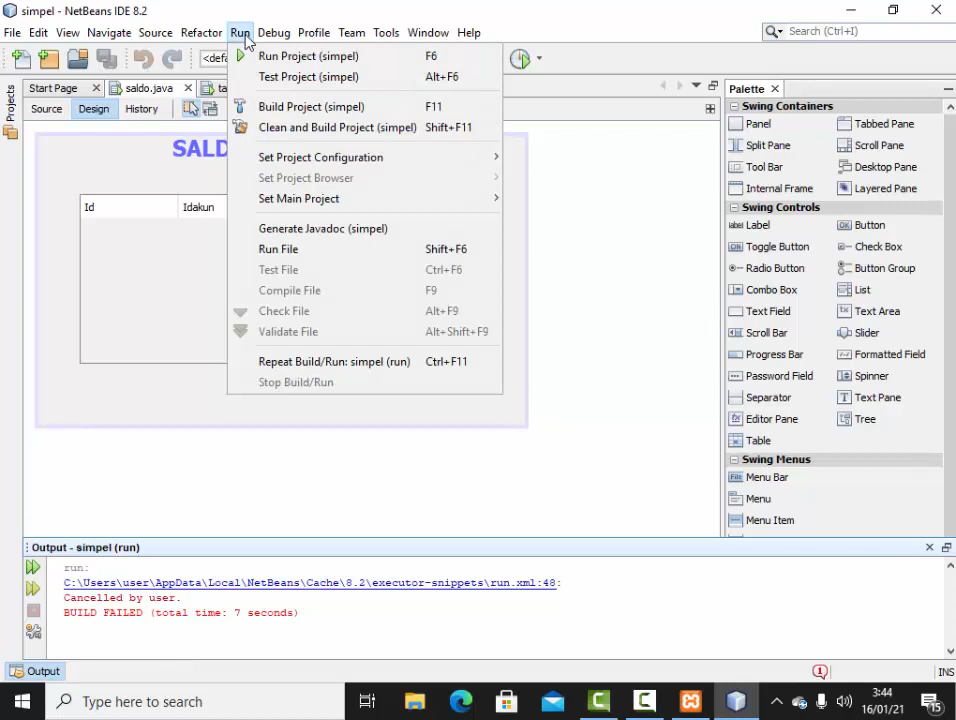 simpel - NetBeans IDE 8.2
File Edit View Navigate Source Refactor Run Debug Profile Team Tools Window Help
Search (Ctrl+I)
<def
Start Page saldo.java ta
Source Design History
Projects
SALD
Id Idakun
Run Project (simpel) F6
Test Project (simpel) Alt+F6
Build Project (simpel) F11
Clean and Build Project (simpel) Shift+F11
Set Project Configuration
Set Project Browser
Set Main Project
Generate Javadoc (simpel)
Run File Shift+F6
Test File Ctrl+F6
Compile File F9
Check File Alt+F9
Validate File Alt+Shift+F9
Repeat Build/Run: simpel (run) Ctrl+F11
Stop Build/Run
Palette
Swing Containers
Panel Tabbed Pane
Split Pane Scroll Pane
Tool Bar Desktop Pane
Internal Frame Layered Pane
Swing Controls
label Label OK Button
ON Toggle Button Check Box
Radio Button Button Group
Combo Box List
Text Field Text Area
Scroll Bar Slider
Progress Bar Formatted Field
Password Field Spinner
Separator T Text Pane
Editor Pane Tree
Table
Swing Menus
File Menu Bar
Menu
Menu Item
Output - simpel (run)
run:
C:\Users\user\AppData\Local\NetBeans\Cache\8.2\executor-snippets\run.xml:48:
Cancelled by user.
BUILD FAILED (total time: 7 seconds)
Output
1
INS
Type here to search
3:44
16/01/21
15